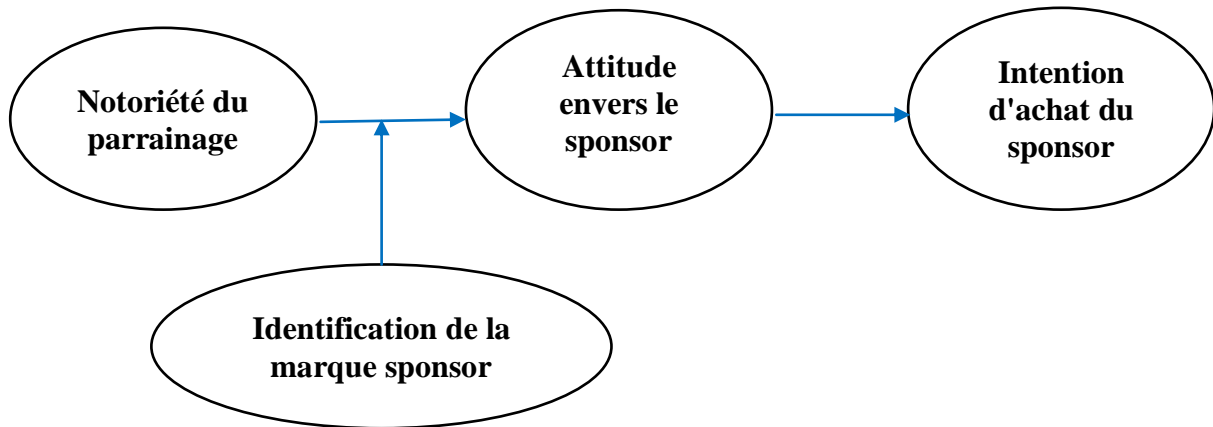 Notoriété du
parrainage
Attitude
envers le
sponsor
Intention
d'achat du
sponsor
Identification de la
marque sponsor